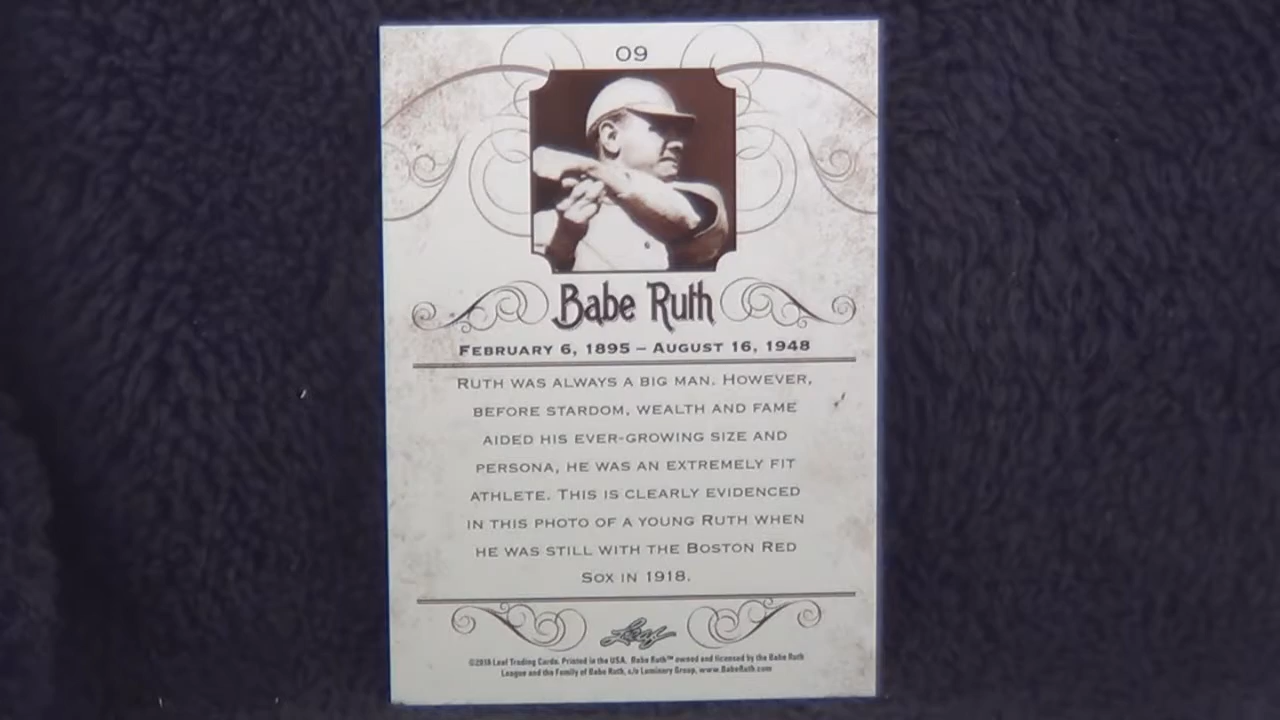 09
Babe Ruth
FEBRUARY 6, 1895 – AUGUST 16, 1948
RUTH WAS ALWAYS A BIG MAN. HOWEVER,
BEFORE STARDOM, WEALTH AND FAME
AIDED HIS EVER-GROWING SIZE AND
PERSONA, HE WAS AN EXTREMELY FIT
ATHLETE. THIS IS CLEARLY EVIDENCED
IN THIS PHOTO OF A YOUNG RUTH WHEN
HE WAS STILL WITH THE BOSTON RED
SOX IN 1918.
Leaf
Leaf Trading Cards. Printed in the USA. Babe Ruth™ owned and licensed by the Babe Ruth
League and the Family of Babe Ruth, c/o Luminary Group, www.BabeRuth.com